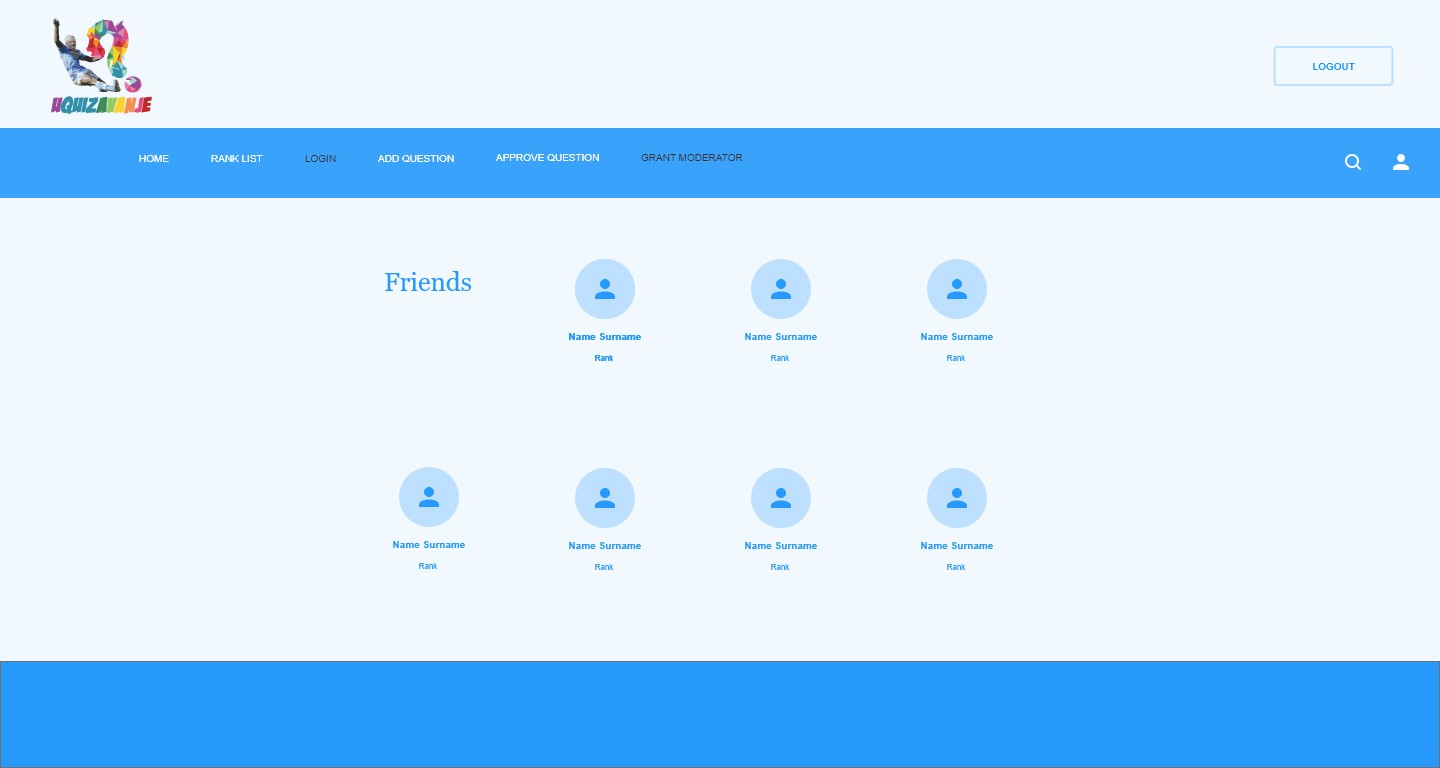 UQUIZAVANJE
LOGOUT
HOME RANK LIST LOGIN ADD QUESTION APPROVE QUESTION GRANT MODERATOR
Friends
Name Surname Name Surname Name Surname
Rank Rank Rank
Name Surname Name Surname Name Surname Name Surname
Rank Rank Rank Rank